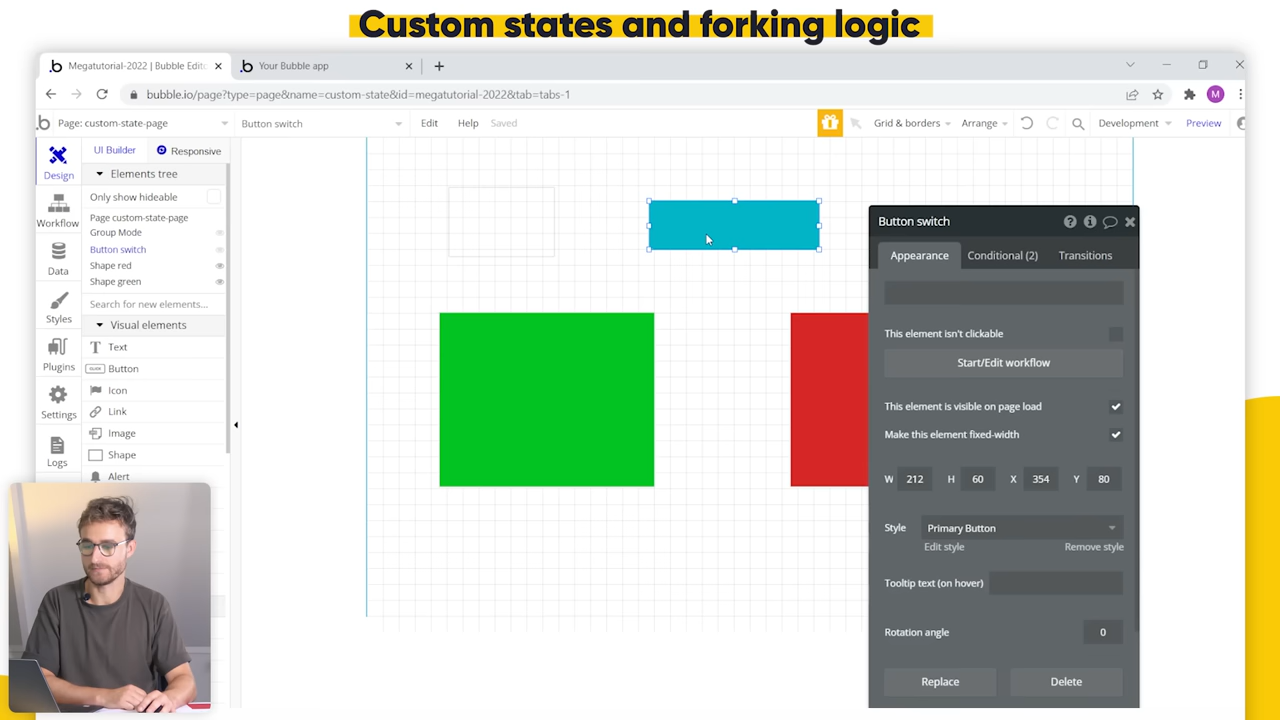 Custom states and forking logic
Megatutorial-2022 | Bubble Edito
Your Bubble app
bubble.io/page?type=page&name=custom-state&id=megatutorial-2022&tab=tabs-1
M
Page: custom-state-page
Button switch
Edit
Help
Saved
Grid & borders
Arrange
Development
Preview
Design
Workflow
Data
Styles
Plugins
Settings
Logs
UI Builder
Responsive
Elements tree
Only show hideable
Page custom-state-page
Group Mode
Button switch
Shape red
Shape green
Search for new elements...
Visual elements
Text
CLICK
Button
Icon
Link
Image
Shape
Alert
Button switch
Appearance
Conditional (2)
Transitions
This element isn't clickable
Start/Edit workflow
This element is visible on page load
Make this element fixed-width
W 212 H 60 X 354 Y 80
Style Primary Button
Edit style
Remove style
Tooltip text (on hover)
Rotation angle 0
Replace
Delete